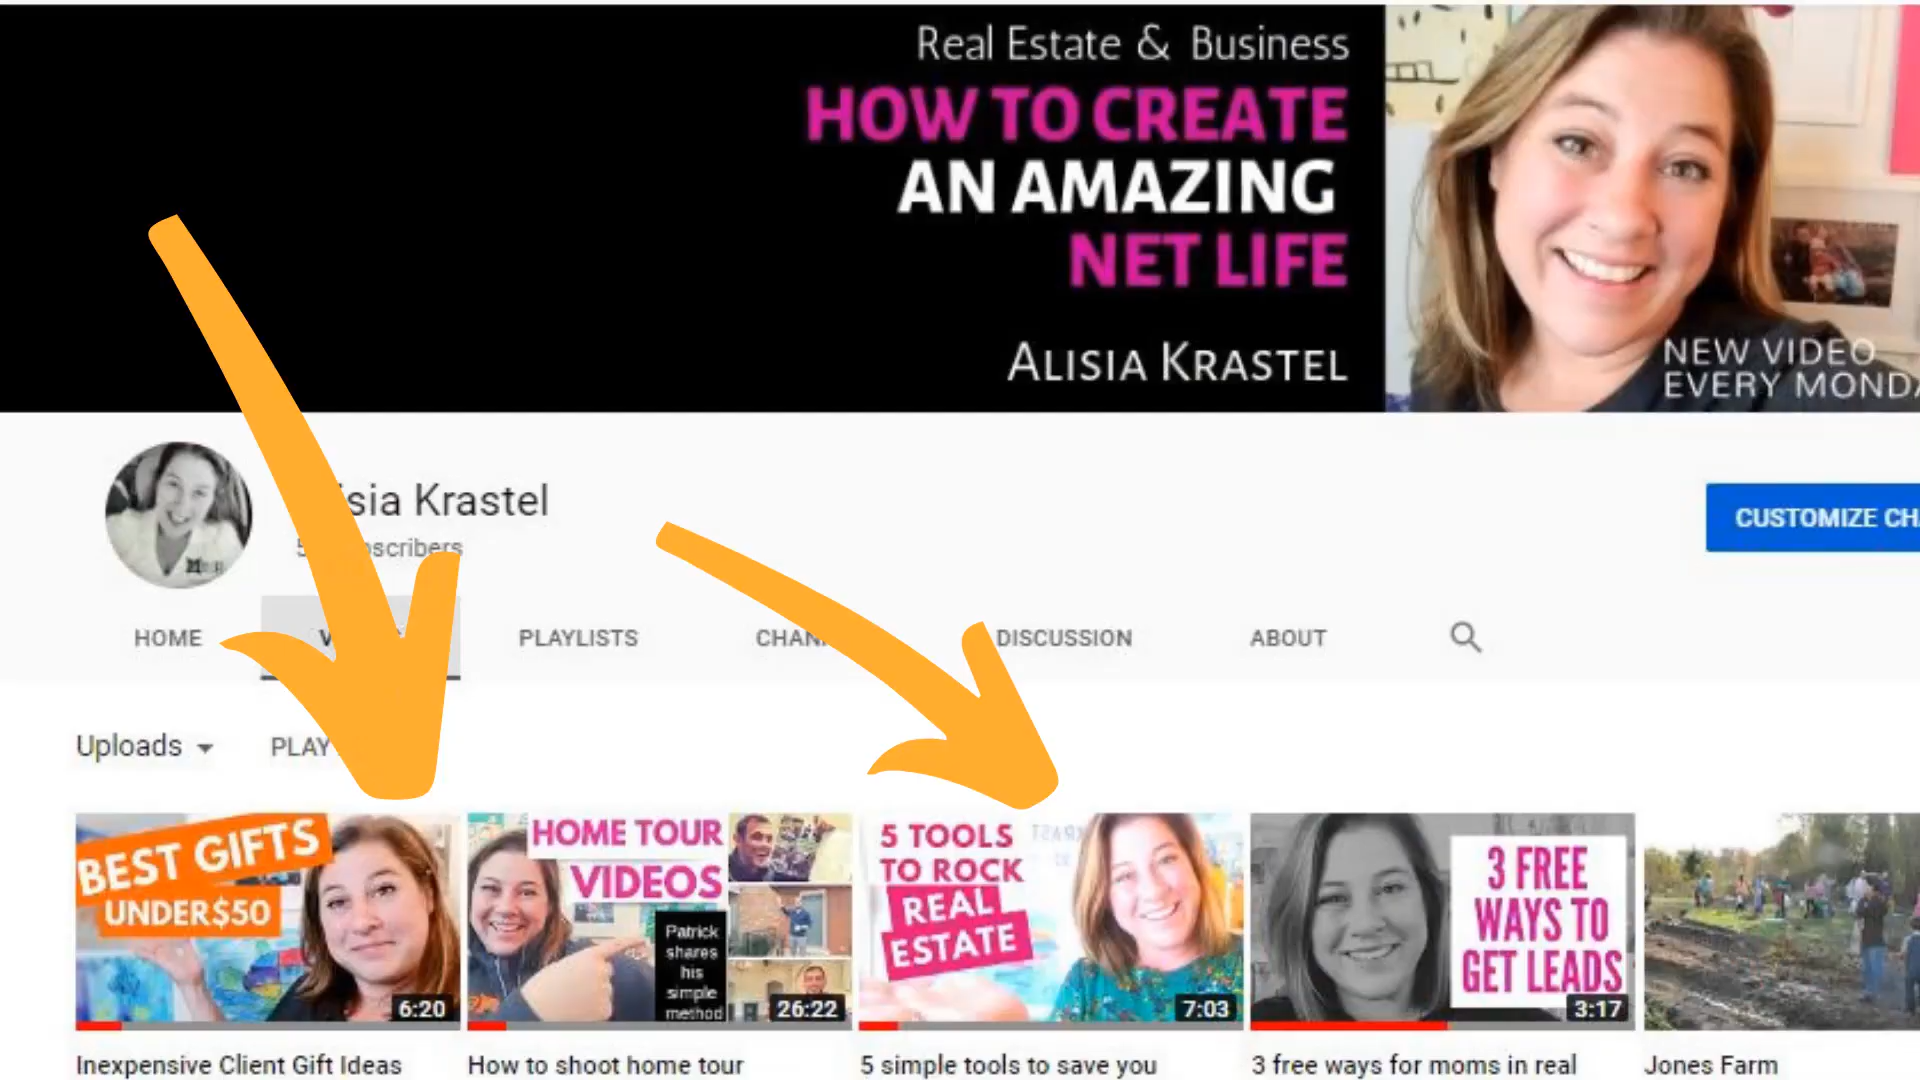 Real Estate & Business
HOW TO CREATE
AN AMAZING
NET LIFE
ALISIA KRASTEL
NEW VIDEO
EVERY
Krastel
CUSTOMIZE
HOME
PLAYLISTS
DISCUSSION
ABOUT
Uploads
PLAY
BEST GIFTS
UNDER $50
6:20
HOME TOUR
VIDEOS
Patrick
shares
his
simple
method
26:22
5 TOOLS
TO ROCK
REAL
ESTATE
7:03
3 FREE
WAYS TO
GET LEADS
3:17
Inexpensive Client Gift Ideas
How to shoot home tour
5 simple tools to save you
3 free ways for moms in real
Jones Farm